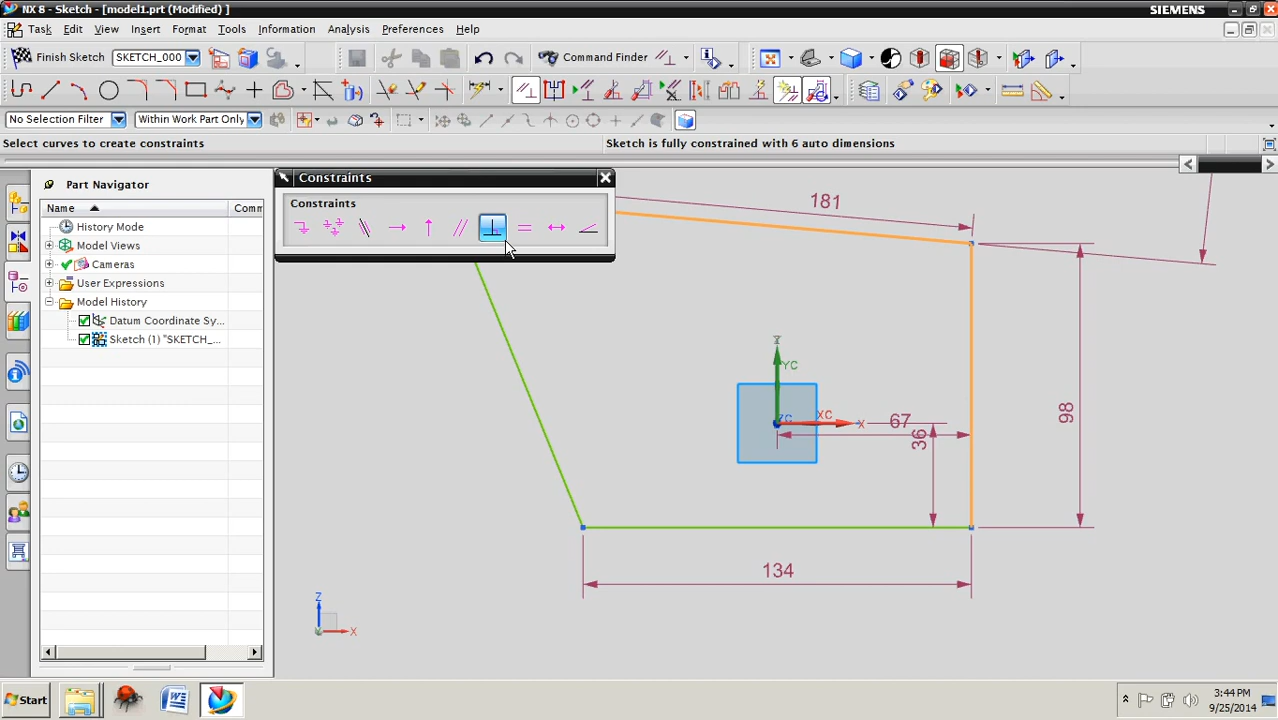 NX 8 - Sketch - [model1.prt (Modified) ]
SIEMENS
Task Edit View Insert Format Tools Information Analysis Preferences Help
Finish Sketch SKETCH_000
Command Finder
No Selection Filter
Within Work Part Only
Select curves to create constraints
Sketch is fully constrained with 6 auto dimensions
Part Navigator
Constraints
Name
Comm
Constraints
History Mode
Model Views
Cameras
User Expressions
Model History
Datum Coordinate Sy...
Sketch (1) "SKETCH_...
181
98
Y
YC
ZC
XC
X
67
36
134
Z
X
Start
W
3:44 PM
9/25/2014